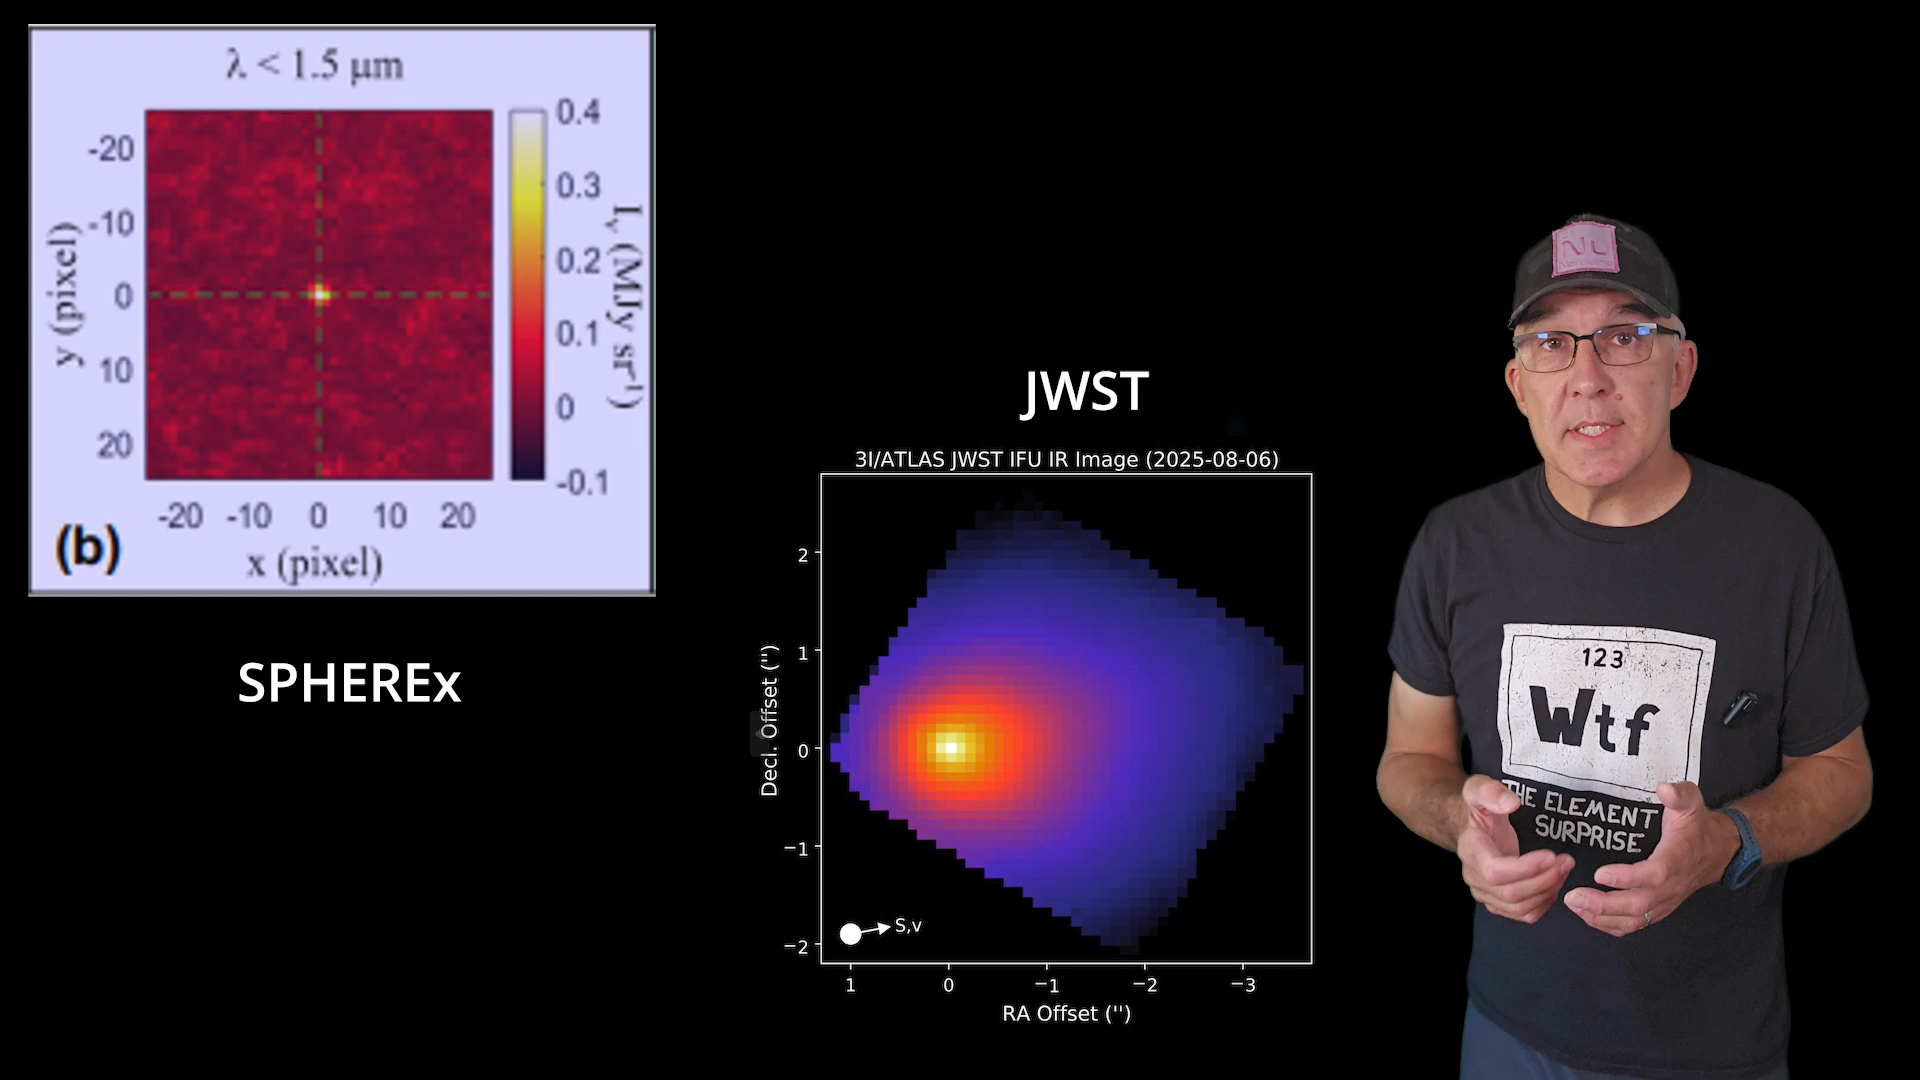 λ < 1.5 μm
0.4
0.3
0.2
0.1
0
-0.1
I_ν (MJy sr⁻¹)
-20
-10
0
10
20
y (pixel)
-20 -10 0 10 20
x (pixel)
(b)
SPHEREx
JWST
3I/ATLAS JWST IFU IR Image (2025-08-06)
2
1
0
−1
−2
Decl. Offset ('')
S,v
1 0 −1 −2 −3
RA Offset ('')
NL
123
Wtf
THE ELEMENT
SURPRISE